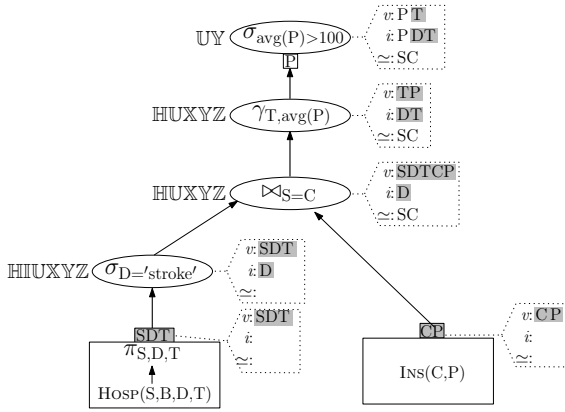 𝕌𝕐 σavg(P)>100 v: P T
i: P DT
≃: SC
P
ℍ𝕌𝕏𝕐ℤ γT,avg(P) v: TP
i: DT
≃: SC
ℍ𝕌𝕏𝕐ℤ ⋈S=C v: SDTCP
i: D
≃: SC
ℍ𝕀𝕌𝕏𝕐ℤ σD='stroke' v: SDT
i: D
≃:
SDT v: SDT
i:
≃:
πS,D,T
HOSP(S,B,D,T)
CP v: CP
i:
≃:
INS(C,P)